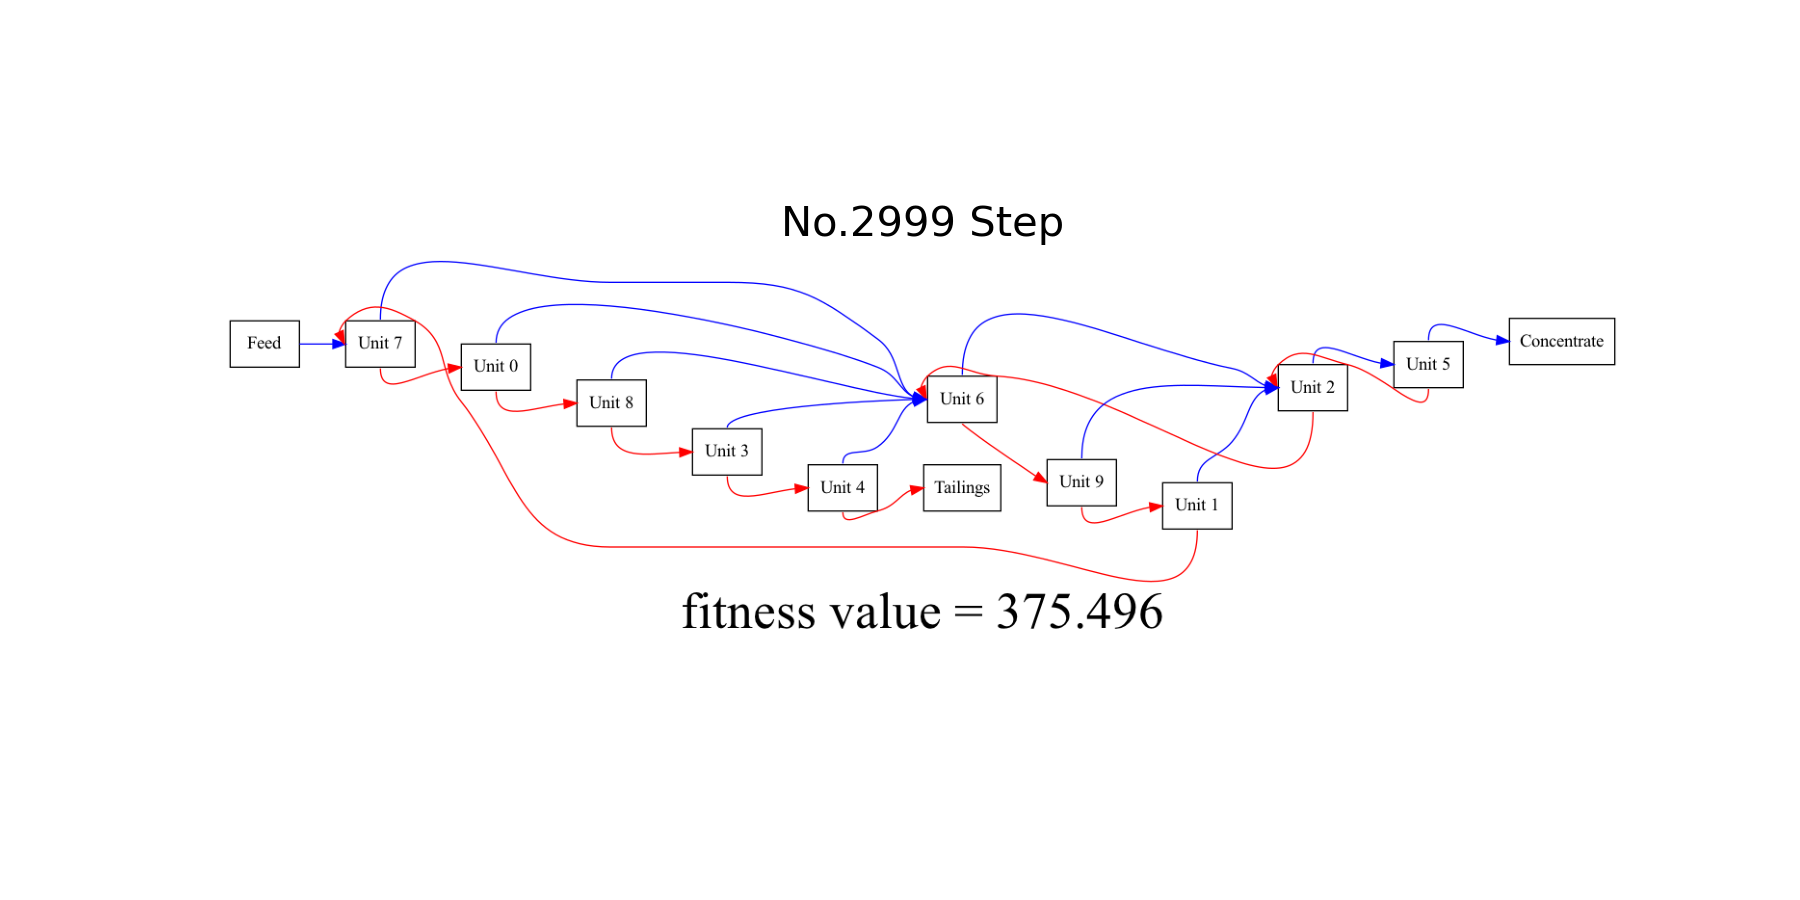 No.2999 Step
Feed
Unit 7
Unit 0
Unit 8
Unit 3
Unit 4
Tailings
Unit 6
Unit 9
Unit 1
Unit 2
Unit 5
Concentrate
fitness value = 375.496